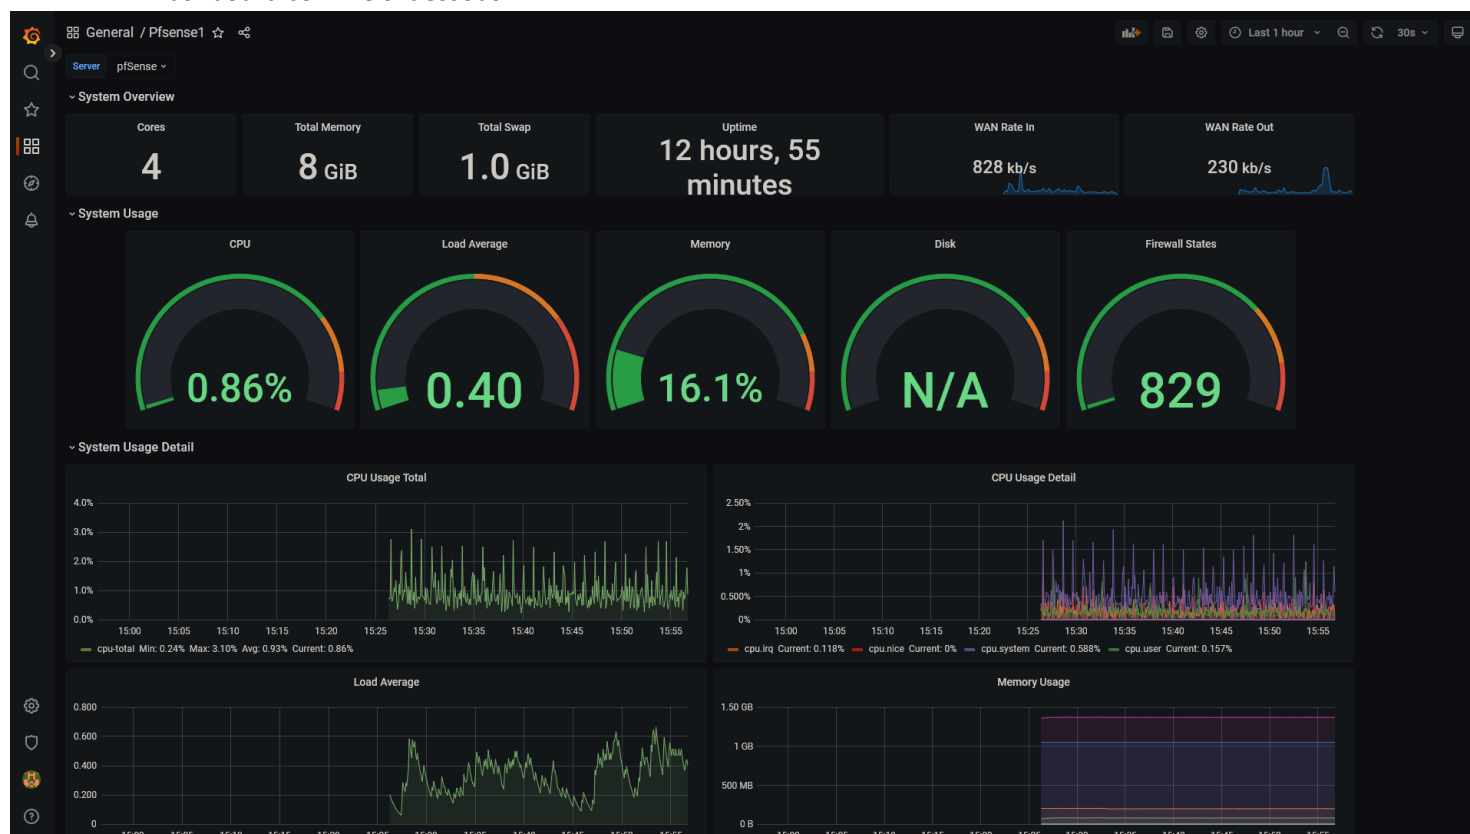 General / Pfsense1
Last 1 hour
30s
Server pfSense
System Overview
Cores
4
Total Memory
8 GiB
Total Swap
1.0 GiB
Uptime
12 hours, 55
minutes
WAN Rate In
828 kb/s
WAN Rate Out
230 kb/s
System Usage
CPU
0.86%
Load Average
0.40
Memory
16.1%
Disk
N/A
Firewall States
829
System Usage Detail
CPU Usage Total
4.0%
3.0%
2.0%
1.0%
0.0%
15:00 15:05 15:10 15:15 15:20 15:25 15:30 15:35 15:40 15:45 15:50 15:55
cpu-total Min: 0.24% Max: 3.10% Avg: 0.93% Current: 0.86%
CPU Usage Detail
2.50%
2%
1.50%
1%
0.500%
0%
15:00 15:05 15:10 15:15 15:20 15:25 15:30 15:35 15:40 15:45 15:50 15:55
cpu.irq Current: 0.118% cpu.nice Current: 0% cpu.system Current: 0.588% cpu.user Current: 0.157%
Load Average
0.800
0.600
0.400
0.200
0
Memory Usage
1.50 GB
1 GB
500 MB
0 B